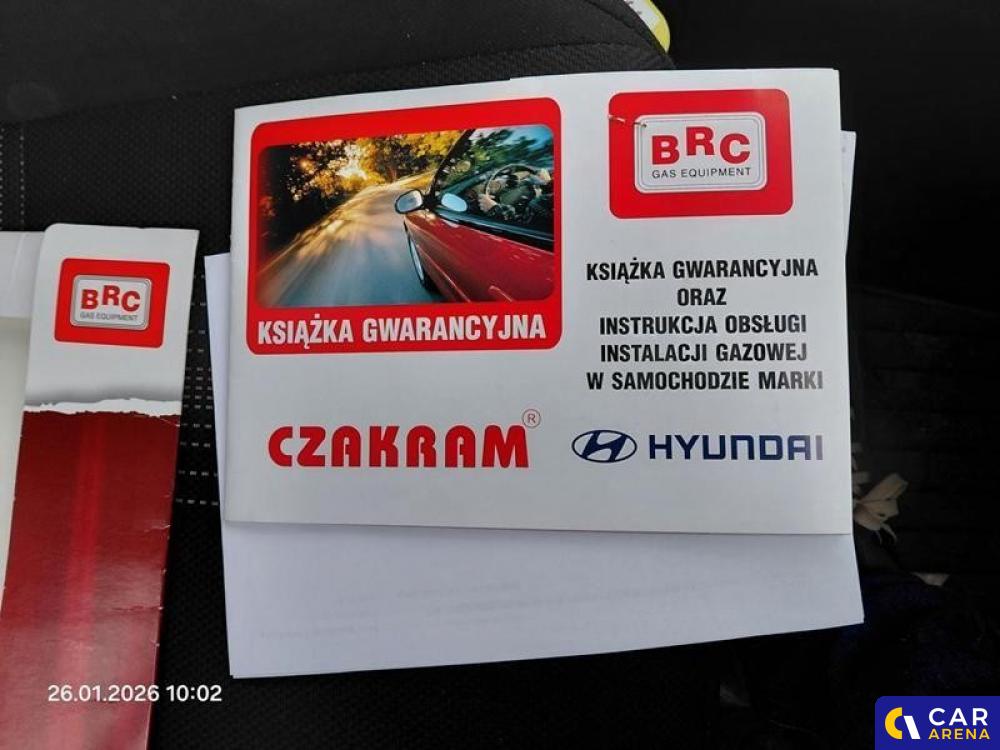 BRC
GAS EQUIPMENT
KSIĄŻKA GWARANCYJNA
CZAKRAM®
BRC
GAS EQUIPMENT
KSIĄŻKA GWARANCYJNA
ORAZ
INSTRUKCJA OBSŁUGI
INSTALACJI GAZOWEJ
W SAMOCHODZIE MARKI
HYUNDAI
26.01.2026 10:02
CAR
ARENA